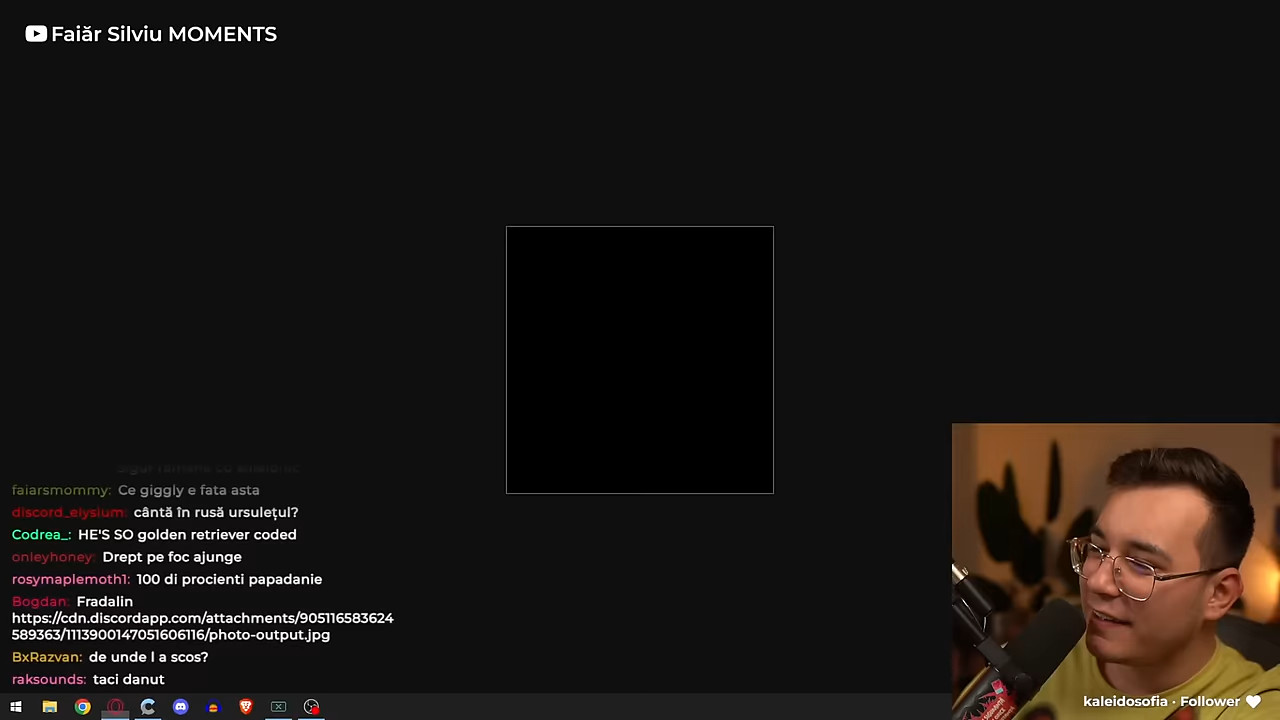 Faiăr Silviu MOMENTS
faiarsmommy: Ce giggly e fata asta
discord_elysium: cântă în rusă ursulețul?
Codrea_: HE'S SO golden retriever coded
onleyhoney: Drept pe foc ajunge
rosymaplemoth1: 100 di procienti papadanie
Bogdan: Fradalin
https://cdn.discordapp.com/attachments/905116583624
589363/1113900147051606116/photo-output.jpg
BxRazvan: de unde l a scos?
raksounds: taci danut
kaleidosofia · Follower